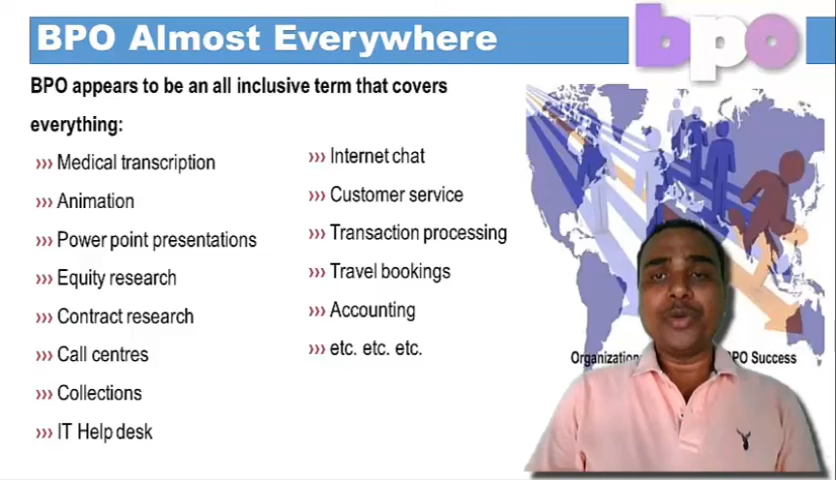 BPO Almost Everywhere
bpo
BPO appears to be an all inclusive term that covers
everything:
››› Medical transcription
››› Animation
››› Power point presentations
››› Equity research
››› Contract research
››› Call centres
››› Collections
››› IT Help desk
››› Internet chat
››› Customer service
››› Transaction processing
››› Travel bookings
››› Accounting
››› etc. etc. etc.
Organization PO Success